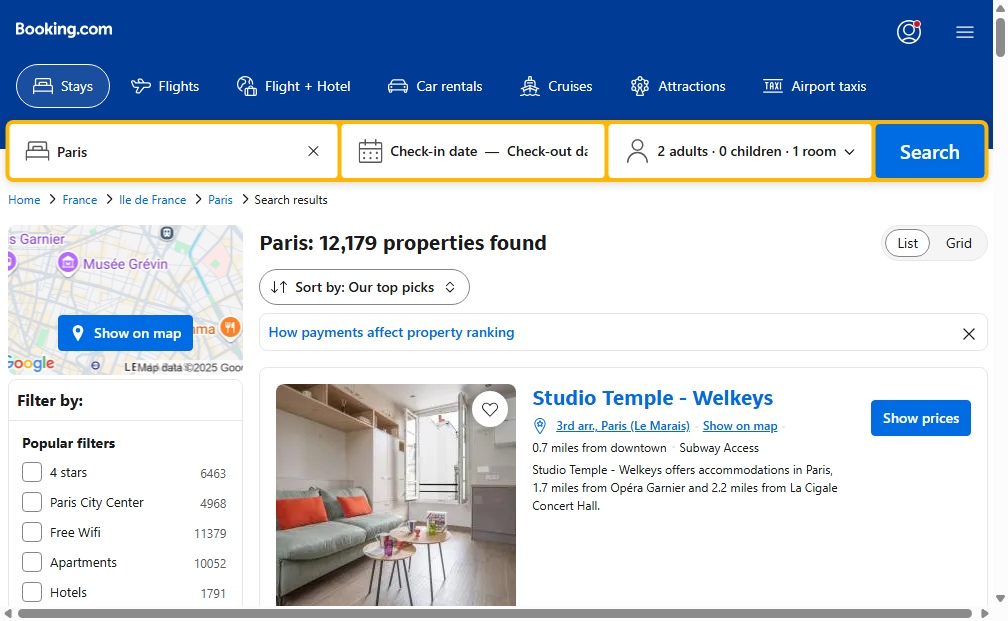 Booking.com
Stays
Flights
Flight + Hotel
Car rentals
Cruises
Attractions
TAXI
Airport taxis
Paris
Check-in date — Check-out da
2 adults · 0 children · 1 room
Search
Home > France > Ile de France > Paris > Search results
s Garnier
Musée Grévin
Show on map
ma
Google
Map data ©2025 Goo
Filter by:
Popular filters
4 stars 6463
Paris City Center 4968
Free Wifi 11379
Apartments 10052
Hotels 1791
Paris: 12,179 properties found
List
Grid
Sort by: Our top picks
How payments affect property ranking
Studio Temple - Welkeys
3rd arr., Paris (Le Marais) · Show on map
0.7 miles from downtown · Subway Access
Studio Temple - Welkeys offers accommodations in Paris,
1.7 miles from Opéra Garnier and 2.2 miles from La Cigale
Concert Hall.
Show prices